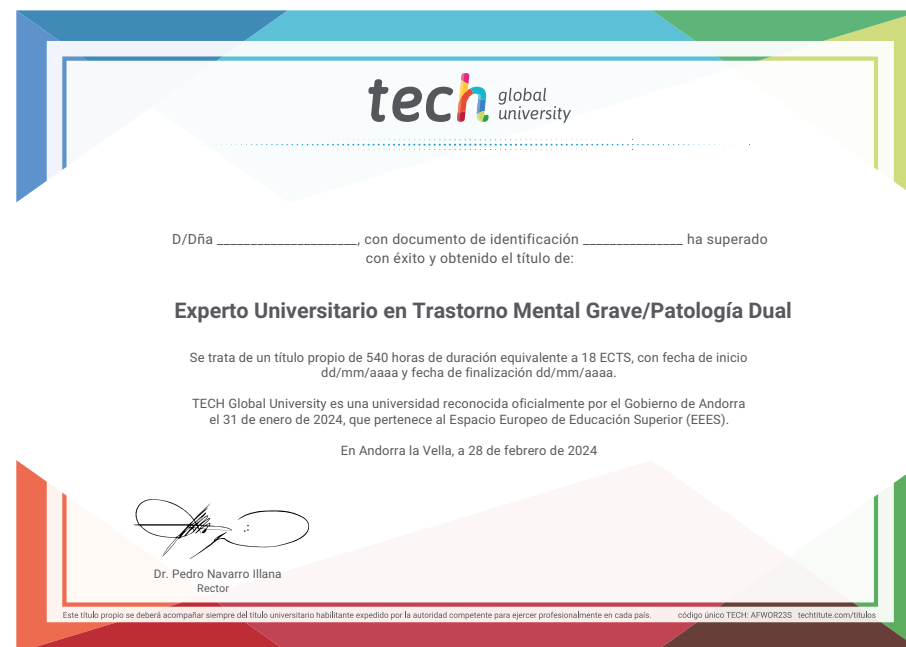 tech global
university
D/Dña _____________________, con documento de identificación _______________ ha superado
con éxito y obtenido el título de:
Experto Universitario en Trastorno Mental Grave/Patología Dual
Se trata de un título propio de 540 horas de duración equivalente a 18 ECTS, con fecha de inicio
dd/mm/aaaa y fecha de finalización dd/mm/aaaa.
TECH Global University es una universidad reconocida oficialmente por el Gobierno de Andorra
el 31 de enero de 2024, que pertenece al Espacio Europeo de Educación Superior (EEES).
En Andorra la Vella, a 28 de febrero de 2024
Dr. Pedro Navarro Illana
Rector
Este título propio se deberá acompañar siempre del título universitario habilitante expedido por la autoridad competente para ejercer profesionalmente en cada país. código único TECH: AFWOR23S techtitute.com/titulos